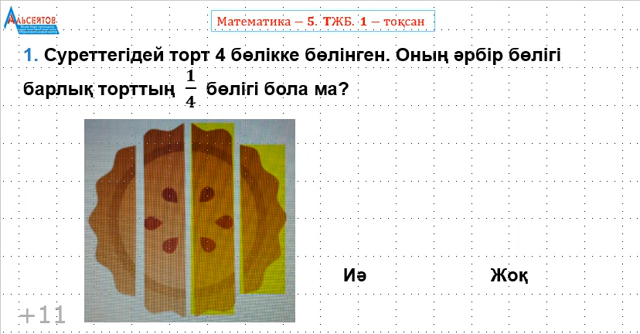 АЛЬСЕИТОВ
Математика – 5. ТЖБ. 1 – тоқсан
1. Суреттегідей торт 4 бөлікке бөлінген. Оның әрбір бөлігі
барлық торттың 1/4 бөлігі бола ма?
Иә Жоқ
+11